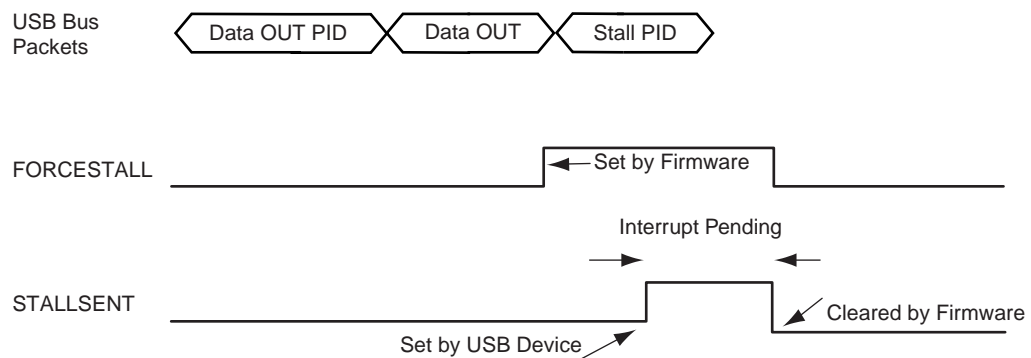 USB Bus
Packets
Data OUT PID
Data OUT
Stall PID
FORCESTALL
Set by Firmware
Interrupt Pending
STALLSENT
Cleared by Firmware
Set by USB Device